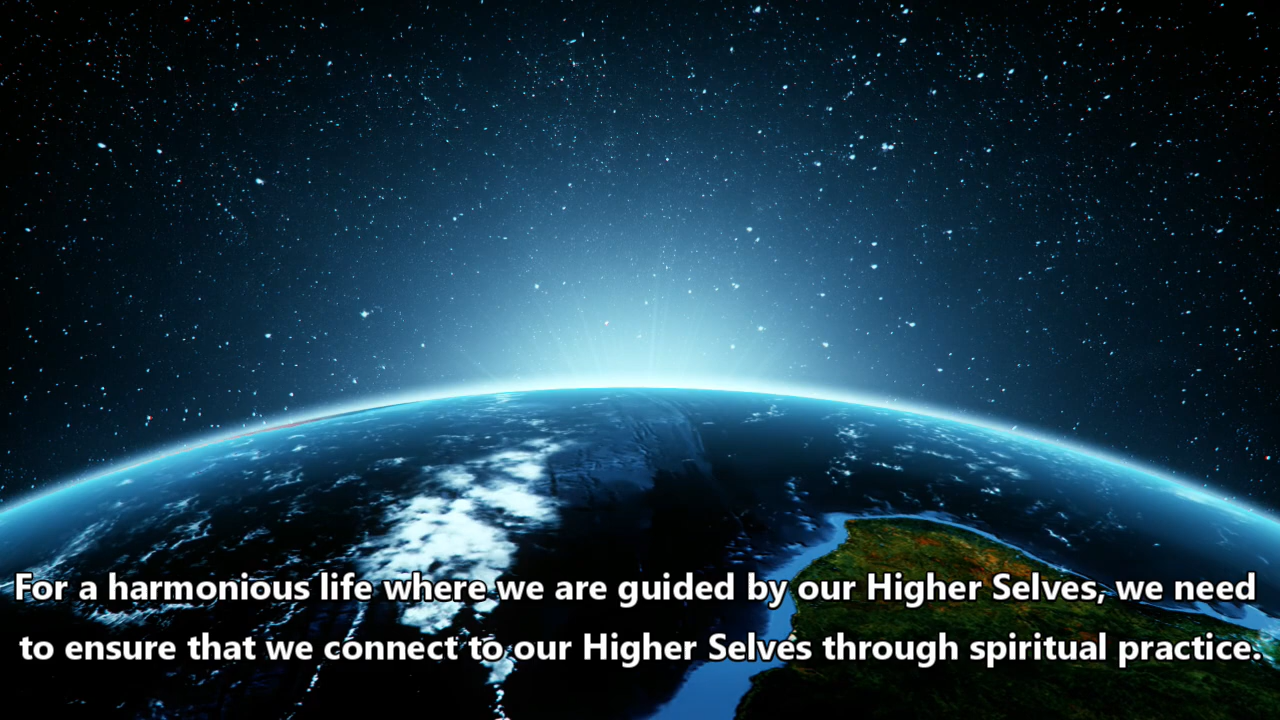 For a harmonious life where we are guided by our Higher Selves, we need
to ensure that we connect to our Higher Selves through spiritual practice.